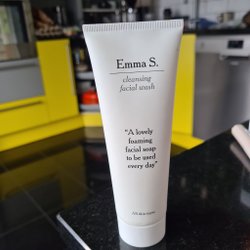 Emma S.
cleansing
facial wash
“A lovely
foaming
facial soap
to be used
every day”